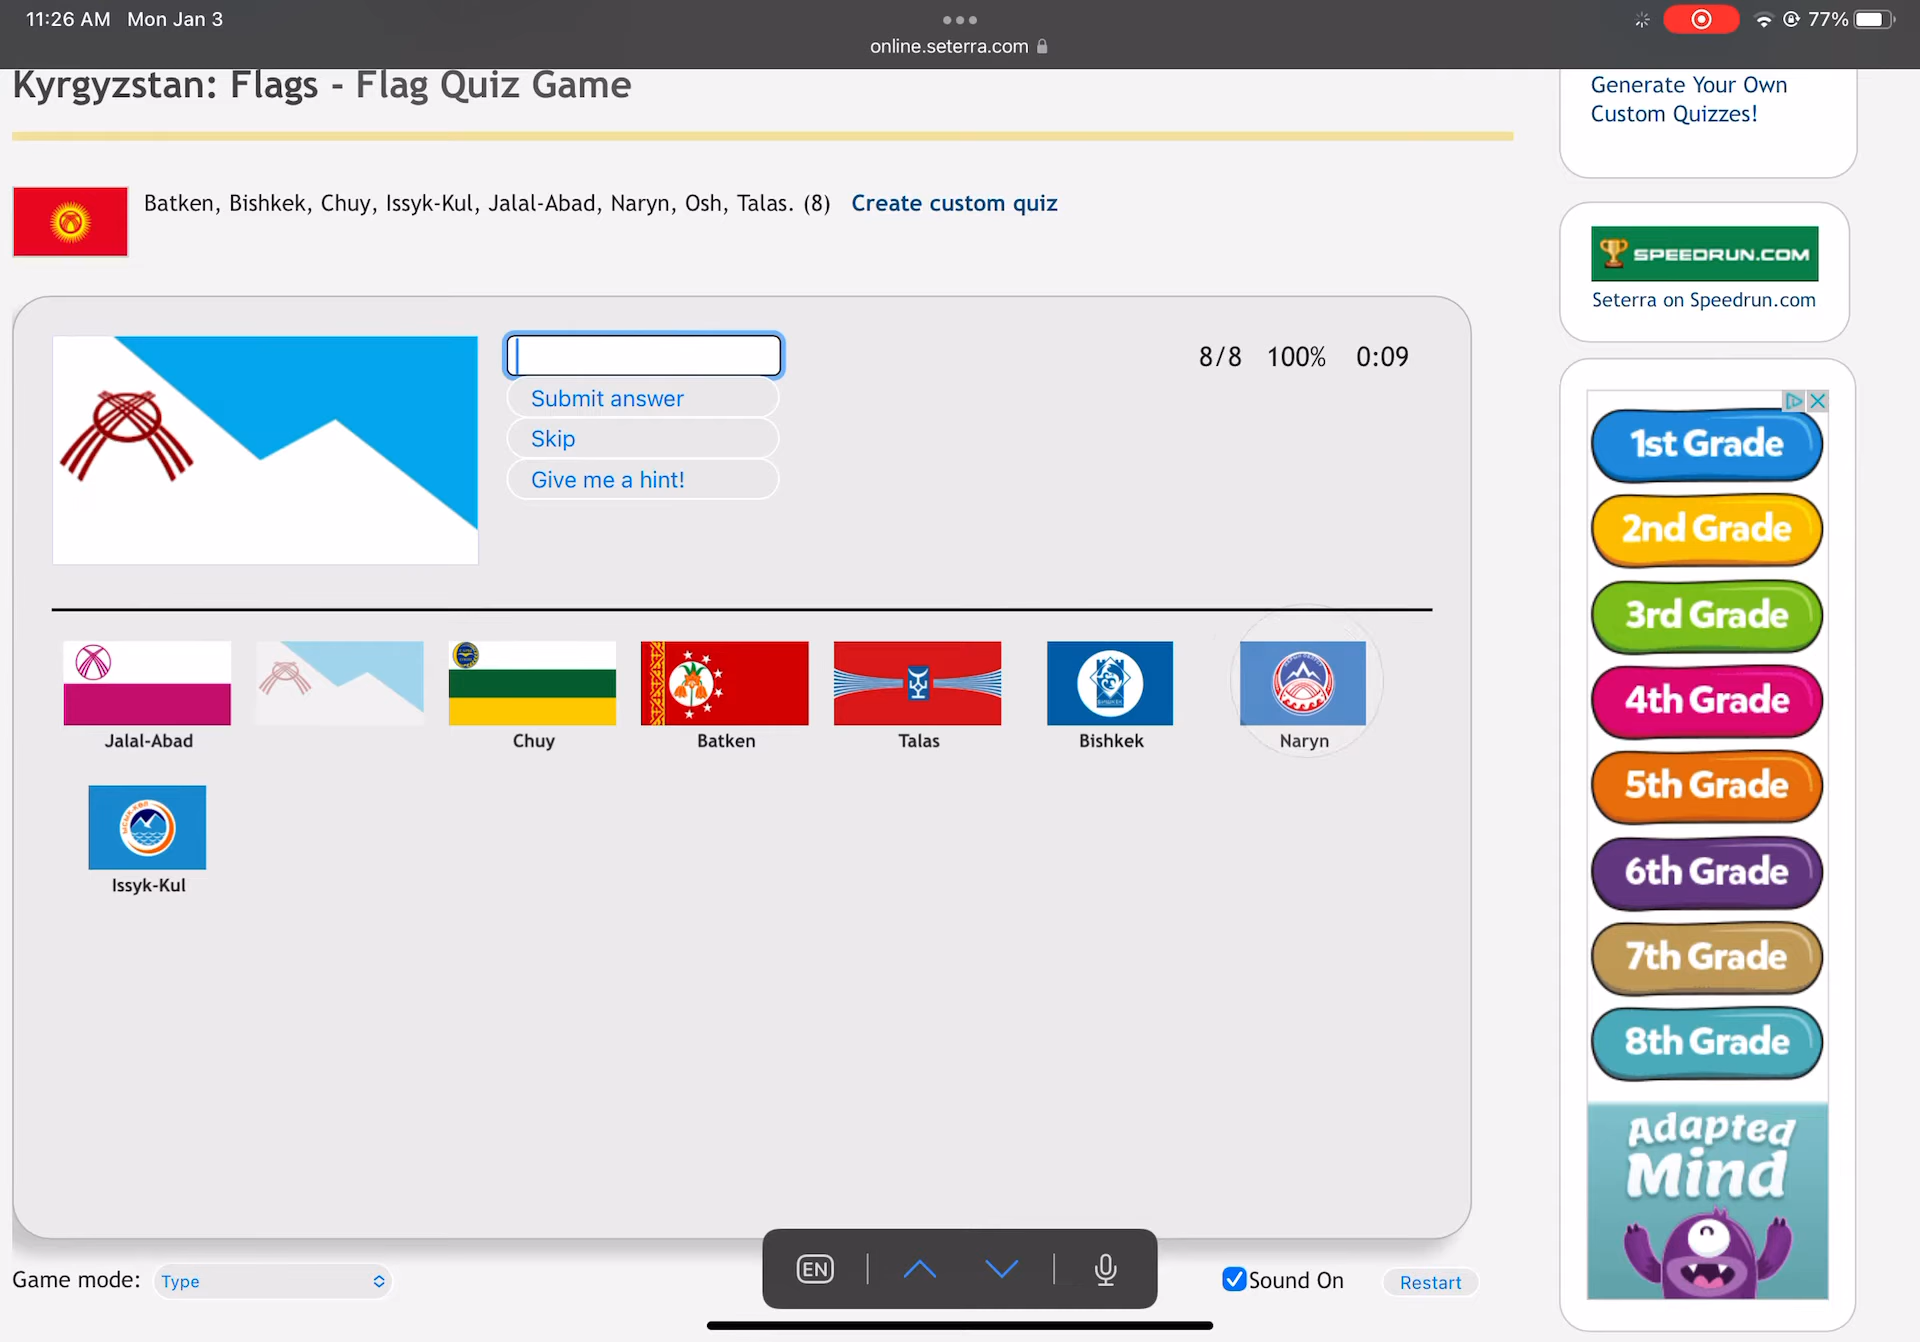 11:26 AM Mon Jan 3
77%
online.seterra.com
Kyrgyzstan: Flags - Flag Quiz Game
Batken, Bishkek, Chuy, Issyk-Kul, Jalal-Abad, Naryn, Osh, Talas. (8) Create custom quiz
Generate Your Own
Custom Quizzes!
SPEEDRUN.COM
Seterra on Speedrun.com
8/8 100% 0:09
Submit answer
Skip
Give me a hint!
Jalal-Abad
Chuy
Batken
Talas
Bishkek
Naryn
Issyk-Kul
1st Grade
2nd Grade
3rd Grade
4th Grade
5th Grade
6th Grade
7th Grade
8th Grade
Adapted
Mind
Game mode: Type
EN
Sound On
Restart